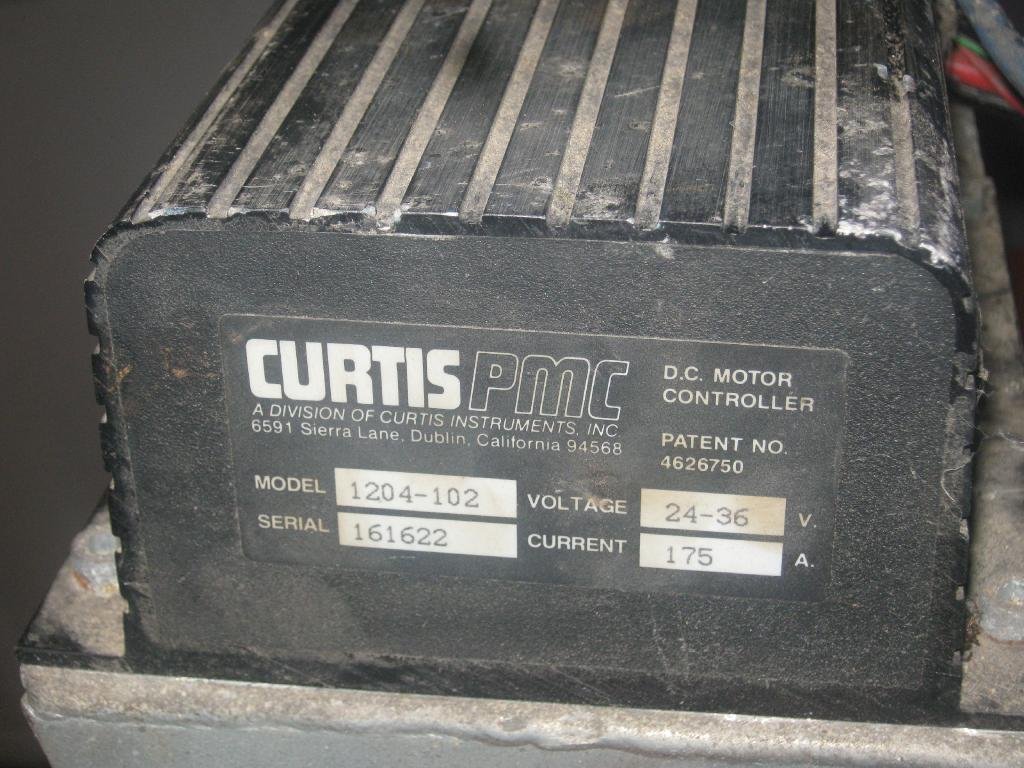 CURTIS PMC
A DIVISION OF CURTIS INSTRUMENTS, INC.
6591 Sierra Lane, Dublin, California 94568
D.C. MOTOR
CONTROLLER
PATENT NO.
4626750
MODEL 1204-102
SERIAL 161622
VOLTAGE 24-36 V.
CURRENT 175 A.